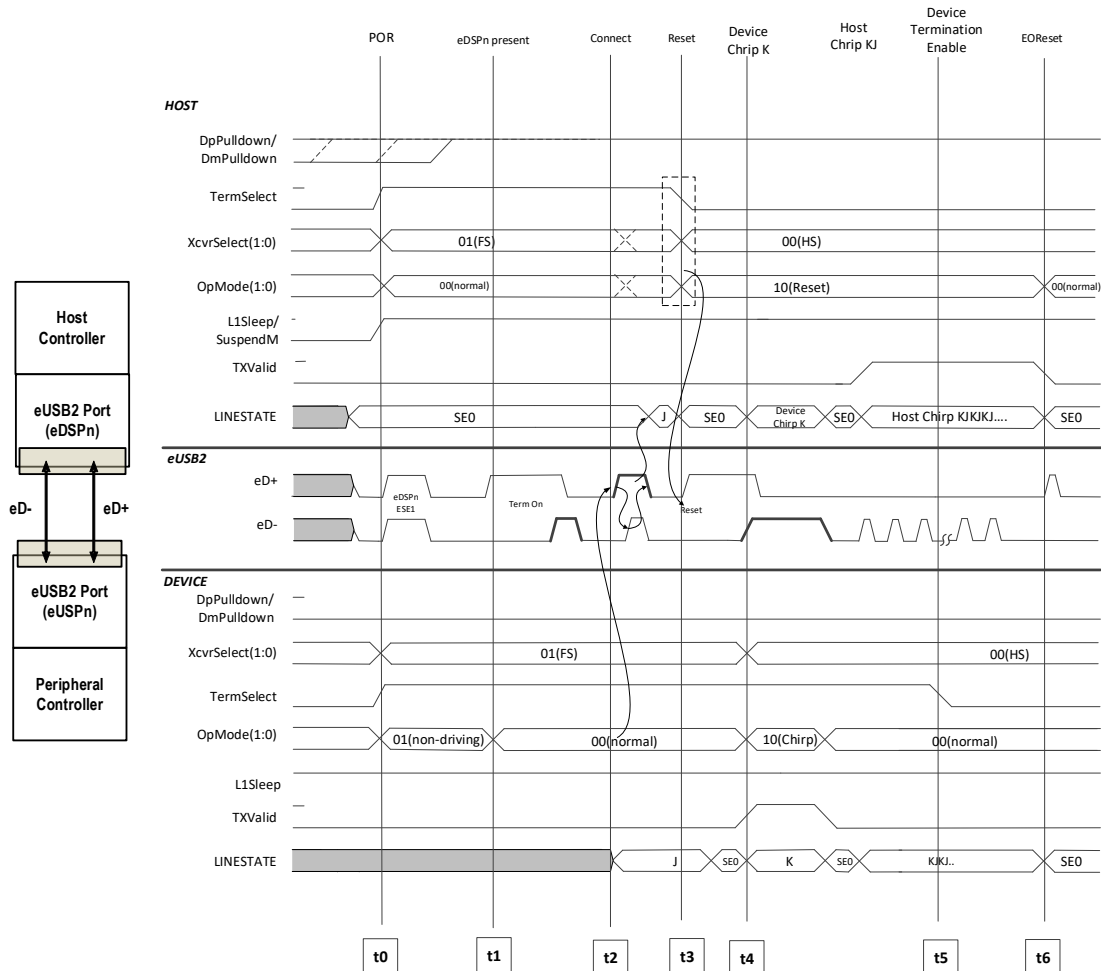 POR
eDSPn present
Connect
Reset
Device
Chrip K
Host
Chrip KJ
Device
Termination
Enable
EOReset
HOST
DpPulldown/
DmPulldown
TermSelect
XcvrSelect(1:0)
01(FS)
00(HS)
OpMode(1:0)
00(normal)
10(Reset)
00(normal)
L1Sleep/
SuspendM
TXValid
LINESTATE
SE0
J
SE0
Device
Chirp K
SE0
Host Chirp KJKJKJ....
SE0
eUSB2
eD+
eDSPn
ESE1
Term On
Reset
eD-
DEVICE
DpPulldown/
DmPulldown
XcvrSelect(1:0)
01(FS)
00(HS)
TermSelect
OpMode(1:0)
01(non-driving)
00(normal)
10(Chirp)
00(normal)
L1Sleep
TXValid
LINESTATE
J
SE0
K
SE0
KJKJ..
SE0
t0
t1
t2
t3
t4
t5
t6
Host
Controller
eUSB2 Port
(eDSPn)
eD-
eD+
eUSB2 Port
(eUSPn)
Peripheral
Controller